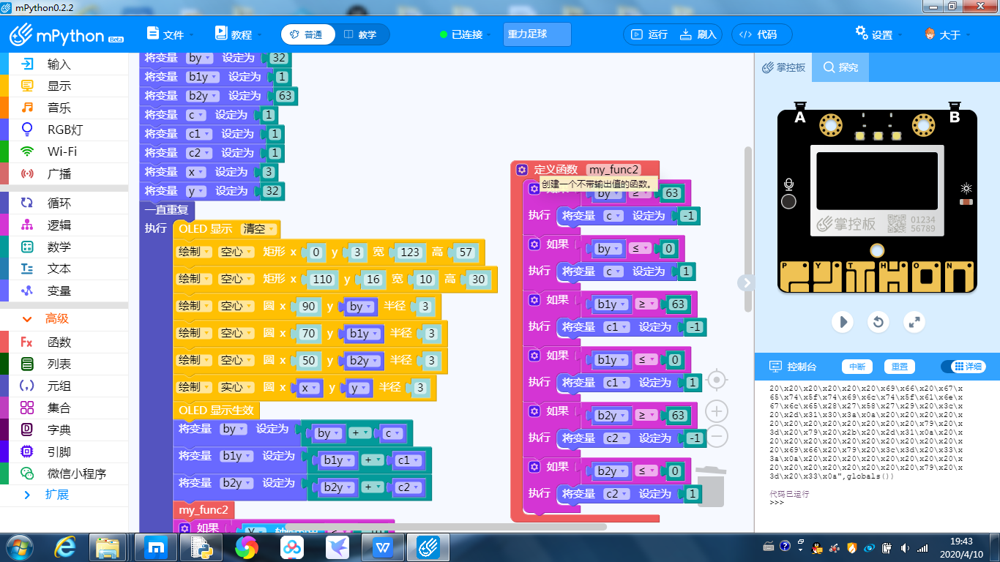 mPython0.2.2
mPython Beta
文件
教程
普通
教学
已连接
重力足球
运行
刷入
代码
设置
大于
输入
显示
音乐
RGB灯
Wi-Fi
广播
循环
逻辑
数学
文本
变量
高级
Fx 函数
列表
元组
集合
字典
引脚
微信小程序
扩展
将变量 by 设定为 32
将变量 b1y 设定为 1
将变量 b2y 设定为 63
将变量 c 设定为 1
将变量 c1 设定为 1
将变量 c2 设定为 1
将变量 x 设定为 3
将变量 y 设定为 32
一直重复
执行 OLED 显示 清空
绘制 空心 矩形 x 0 y 3 宽 123 高 57
绘制 空心 矩形 x 110 y 16 宽 10 高 30
绘制 空心 圆 x 90 y by 半径 3
绘制 空心 圆 x 70 y b1y 半径 3
绘制 空心 圆 x 50 y b2y 半径 3
绘制 实心 圆 x x y y 半径 3
OLED 显示生效
将变量 by 设定为 by + c
将变量 b1y 设定为 b1y + c1
将变量 b2y 设定为 b2y + c2
my_func2
如果
定义函数 my_func2
创建一个不带输出值的函数。
by ≥ 63
执行 将变量 c 设定为 -1
如果 by ≤ 0
执行 将变量 c 设定为 1
如果 b1y ≥ 63
执行 将变量 c1 设定为 -1
如果 b1y ≤ 0
执行 将变量 c1 设定为 1
如果 b2y ≥ 63
执行 将变量 c2 设定为 -1
如果 b2y ≤ 0
执行 将变量 c2 设定为 1
掌控板
探究
A
B
掌控板
01234
56789
PYTHON
控制台
中断
重置
详细
20\x20\x20\x20\x20\x69\x66\x20\x67\x
65\x74\x5f\x74\x69\x6c\x74\x5f\x61\x6e\x
67\x6c\x65\x28\x27\x58\x27\x29\x20\x3c\x
20\x2d\x31\x30\x3a\x0a\x20\x20\x20\x20\x
20\x20\x20\x20\x20\x20\x20\x20\x79\x20\x
3d\x20\x79\x20\x2b\x20\x2d\x31\x0a\x20\x
20\x20\x20\x20\x20\x20\x20\x20\x20\x20\x
20\x69\x66\x20\x79\x20\x3c\x3d\x20\x33\x
3a\x0a\x20\x20\x20\x20\x20\x20\x20\x20\x
20\x20\x20\x20\x20\x20\x20\x20\x79\x20\x
3d\x20\x33\x0a",globals())
代码已运行
>>>
19:43
2020/4/10